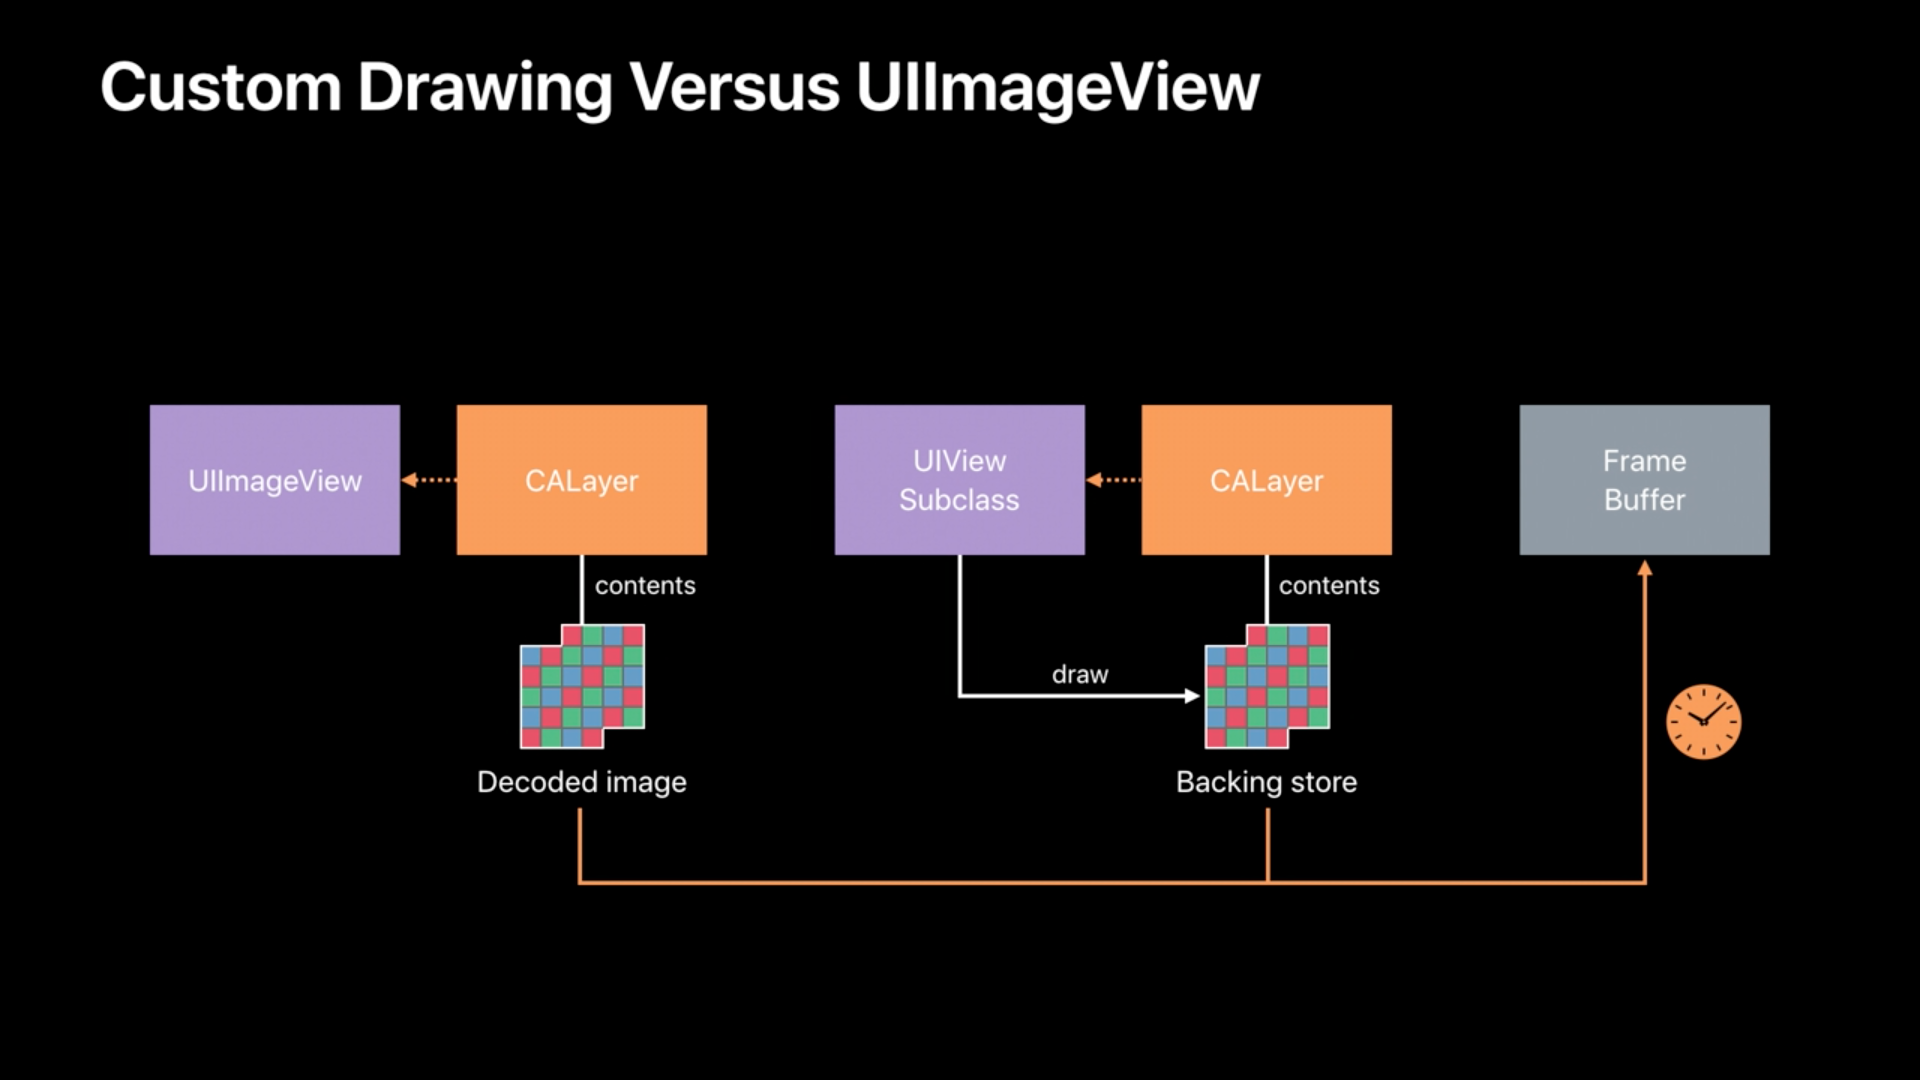 Custom Drawing Versus UIImageView
UIImageView
CALayer
contents
Decoded image
UIView
Subclass
CALayer
contents
draw
Backing store
Frame
Buffer